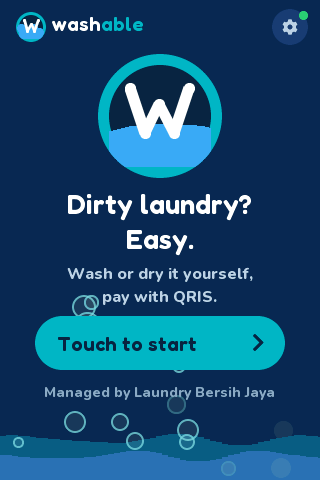 washable
W
Dirty laundry?
Easy.
Wash or dry it yourself,
pay with QRIS.
Touch to start
Managed by Laundry Bersih Jaya